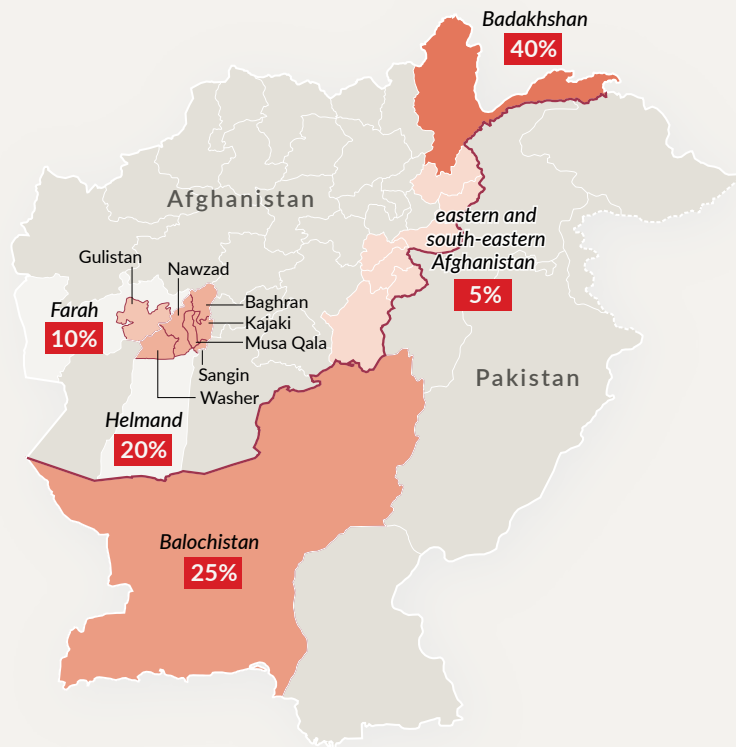 Badakhshan
40%
Afghanistan
eastern and
south-eastern
Afghanistan
5%
Gulistan
Nawzad
Farah
10%
Baghran
Kajaki
Musa Qala
Sangin
Washer
Helmand
20%
Pakistan
Balochistan
25%